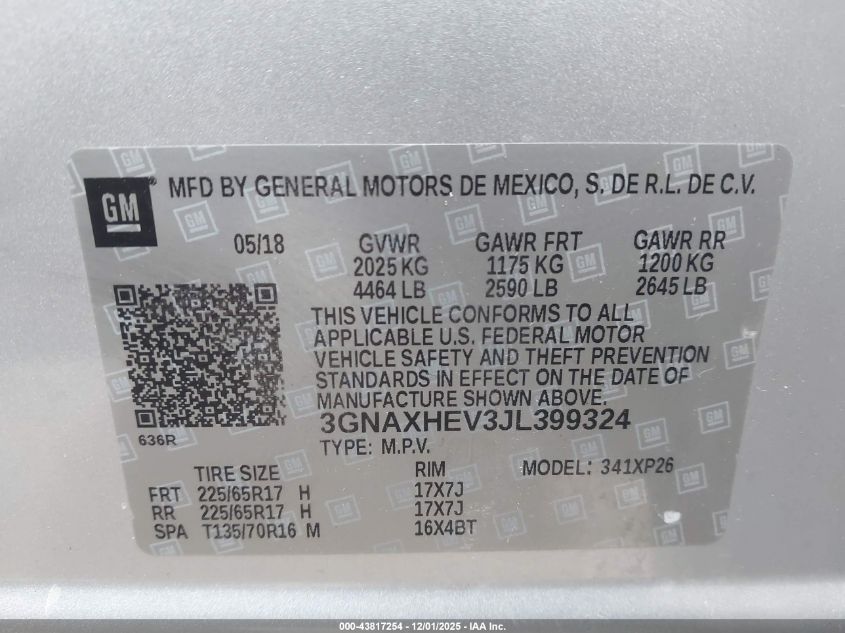 GM
MFD BY GENERAL MOTORS DE MEXICO, S. DE R.L. DE C.V.
05/18 GVWR GAWR FRT GAWR RR
2025 KG 1175 KG 1200 KG
4464 LB 2590 LB 2645 LB
THIS VEHICLE CONFORMS TO ALL
APPLICABLE U.S. FEDERAL MOTOR
VEHICLE SAFETY AND THEFT PREVENTION
STANDARDS IN EFFECT ON THE DATE OF
MANUFACTURE SHOWN ABOVE.
3GNAXHEV3JL399324
636R
TYPE: M.P.V.
TIRE SIZE RIM MODEL: 341XP26
FRT 225/65R17 H 17X7J
RR 225/65R17 H 17X7J
SPA T135/70R16 M 16X4BT
000-43817254 - 12/01/2025 - IAA Inc.